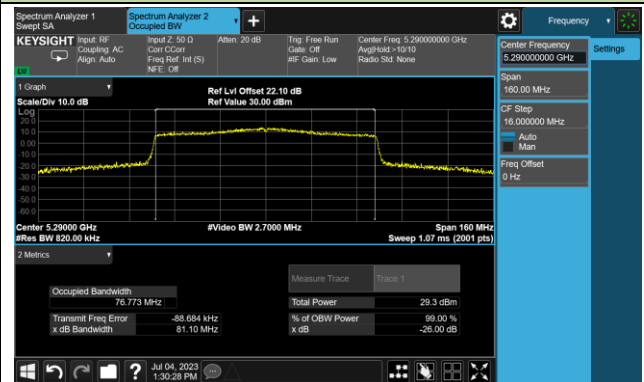 Spectrum Analyzer 1
Swept SA
Spectrum Analyzer 2
Occupied BW
Frequency
KEYSIGHT
Input: RF
Coupling: AC
Align: Auto
Input Z: 50 Ω
Corr CCorr
Freq Ref: Int (S)
NFE: Off
Atten: 20 dB
Trig: Free Run
Gate: Off
#IF Gain: Low
Center Freq: 5.290000000 GHz
Avg|Hold:>10/10
Radio Std: None
LXI
Center Frequency
5.290000000 GHz
Settings
Span
160.00 MHz
CF Step
16.000000 MHz
Auto
Man
Freq Offset
0 Hz
1 Graph
Scale/Div 10.0 dB
Ref Lvl Offset 22.10 dB
Ref Value 30.00 dBm
Log
20.0
10.0
0.00
-10.0
-20.0
-30.0
-40.0
-50.0
-60.0
Center 5.29000 GHz
#Res BW 820.00 kHz
#Video BW 2.7000 MHz
Span 160 MHz
Sweep 1.07 ms (2001 pts)
2 Metrics
Measure Trace
Trace 1
Occupied Bandwidth
76.773 MHz
Total Power
29.3 dBm
Transmit Freq Error
-88.684 kHz
% of OBW Power
99.00 %
x dB Bandwidth
81.10 MHz
x dB
-26.00 dB
?
Jul 04, 2023
1:30:28 PM